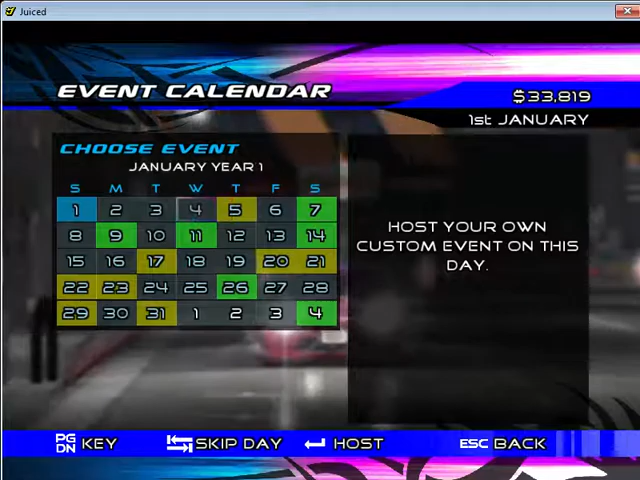 Juiced
EVENT CALENDAR
$33,819
1st JANUARY
CHOOSE EVENT
JANUARY YEAR 1
S M T W T F S
1 2 3 4 5 6 7
8 9 10 11 12 13 14
15 16 17 18 19 20 21
22 23 24 25 26 27 28
29 30 31 1 2 3 4
HOST YOUR OWN
CUSTOM EVENT ON THIS
DAY.
PG DN KEY SKIP DAY HOST ESC BACK